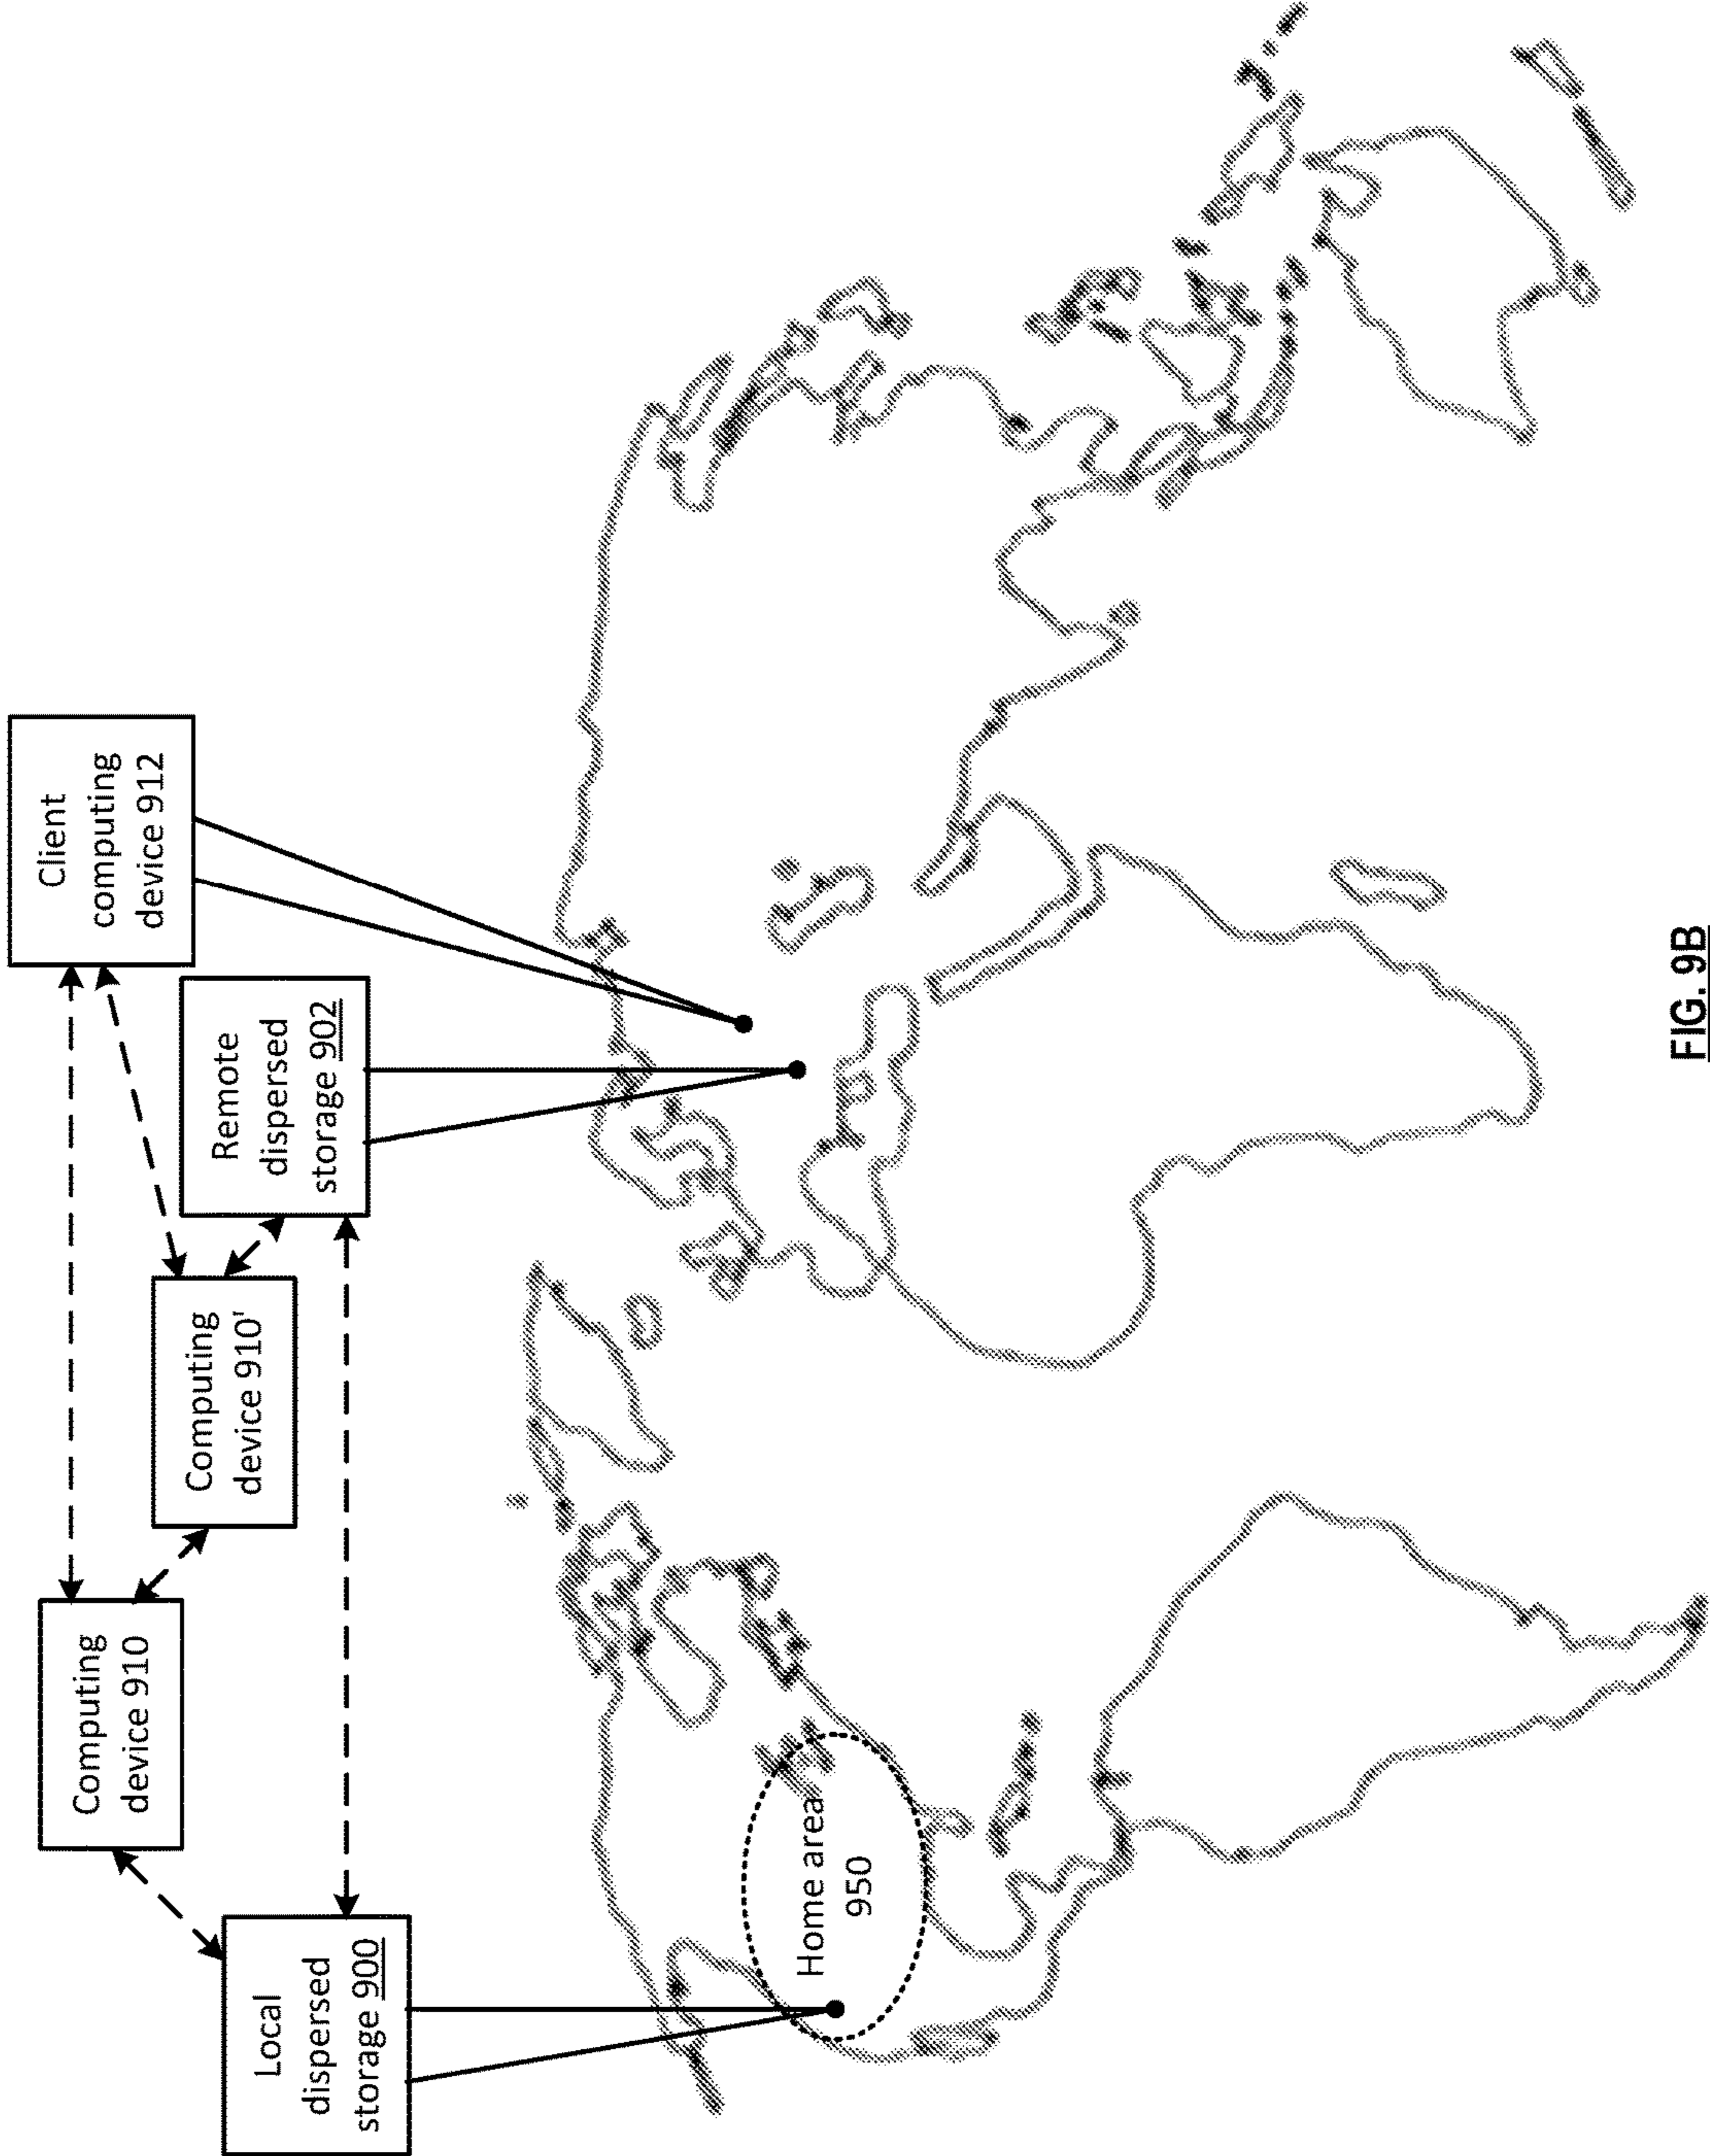 Computing
device 910
Client
computing
device 912
Local
dispersed
storage 900
Computing
device 910'
Remote
dispersed
storage 902
Home area
950
FIG. 9B